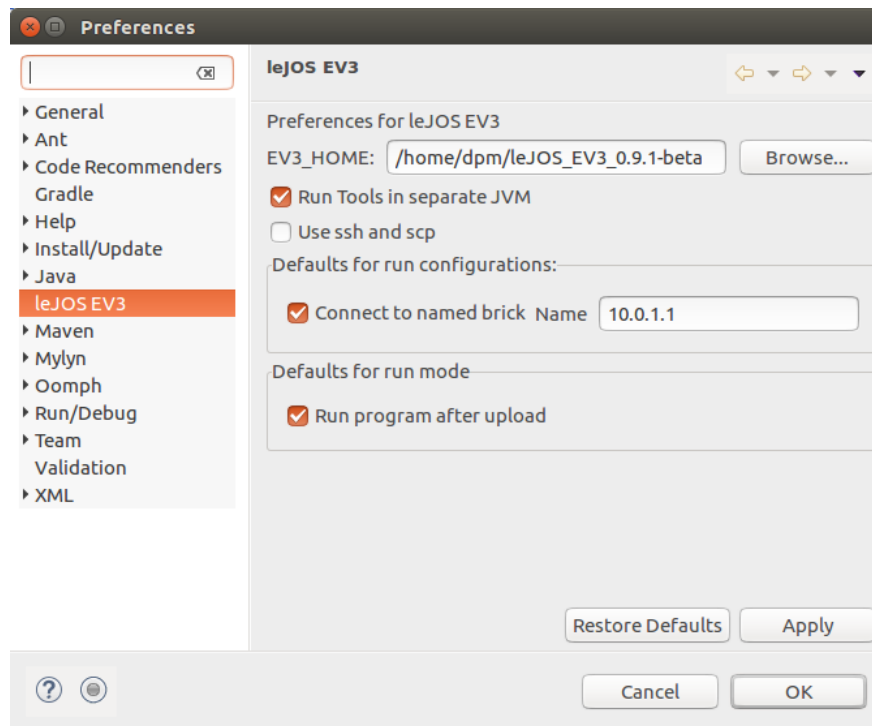 Preferences
General
Ant
Code Recommenders
Gradle
Help
Install/Update
Java
leJOS EV3
Maven
Mylyn
Oomph
Run/Debug
Team
Validation
XML
leJOS EV3
Preferences for leJOS EV3
EV3_HOME: /home/dpm/leJOS_EV3_0.9.1-beta Browse...
Run Tools in separate JVM
Use ssh and scp
Defaults for run configurations:
Connect to named brick Name 10.0.1.1
Defaults for run mode
Run program after upload
Restore Defaults Apply
? Cancel OK